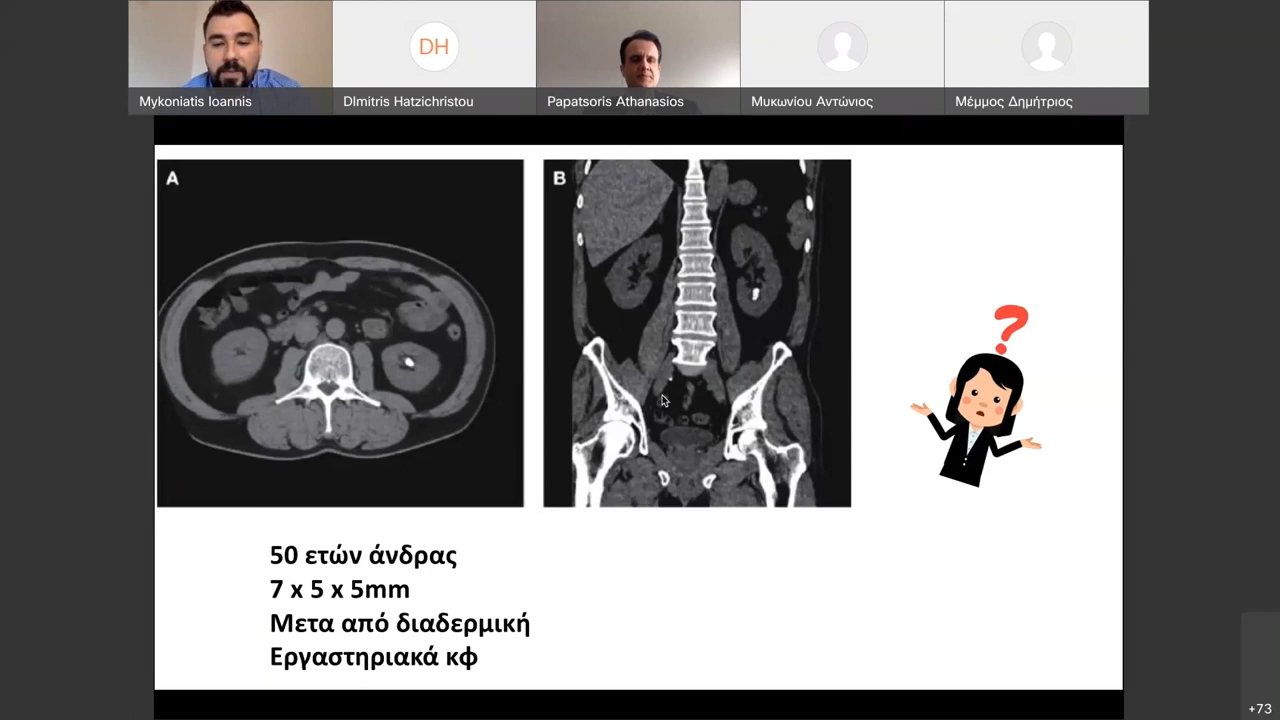 DH
Mykoniatis Ioannis
DImitris Hatzichristou
Papatsoris Athanasios
Μυκωνίου Αντώνιος
Μέμμος Δημήτριος
A
B
?
50 ετών άνδρας
7 x 5 x 5mm
Μετα από διαδερμική
Εργαστηριακά κφ
+73